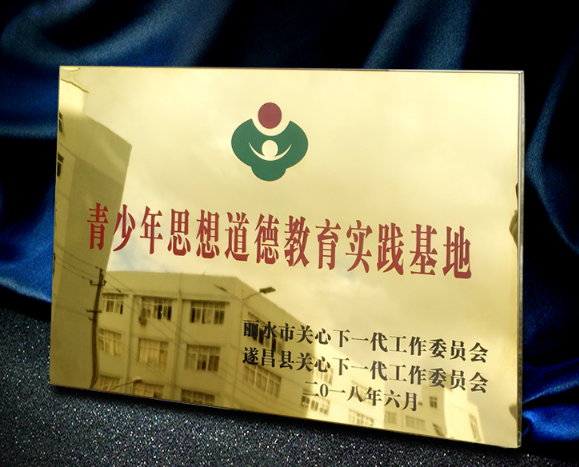 青少年思想道德教育实践基地
丽水市关心下一代工作委员会
遂昌县关心下一代工作委员会
二〇一八年六月